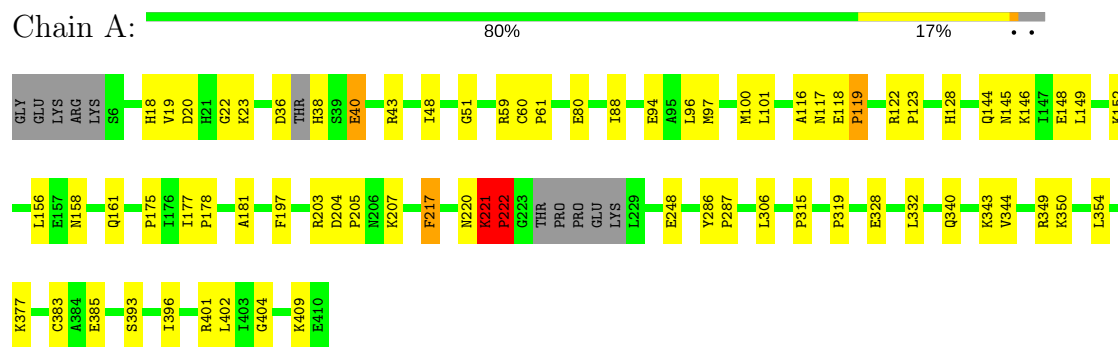 Chain A:
80% 17% • •
GLY GLU LYS ARG LYS S6 H18 V19 D20 H21 G22 K23 D36 THR H38 S39 E40 R43 I48 G51 R59 C60 P61 E80 I88 E94 A95 L96 M97 M100 L101 A116 N117 E118 P119 R122 P123 H128 Q144 N145 K146 I147 E148 L149 K152
L156 E157 N158 Q161 P175 I176 I177 P178 A181 F197 R203 D204 P205 N206 K207 F217 N220 K221 P222 G223 THR PRO PRO GLU LYS L229 E248 Y286 P287 L306 P315 P319 E328 L332 Q340 K343 V344 R349 K350 L354
K377 C383 A384 E385 S393 I396 R401 L402 I403 G404 K409 E410